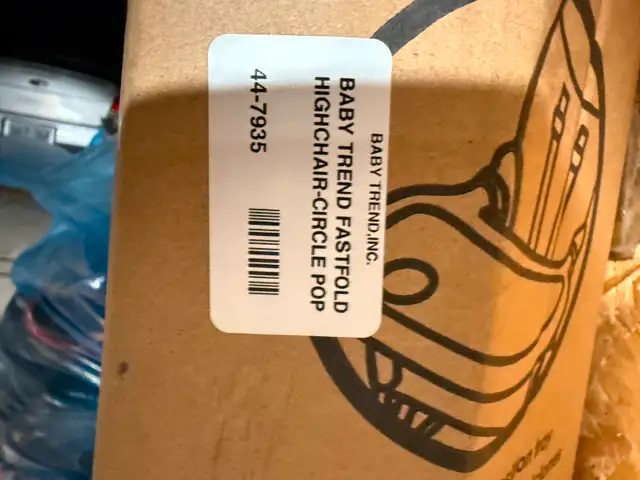 BABY TREND,INC.
BABY TREND FASTFOLD
HIGHCHAIR-CIRCLE POP
44-7935